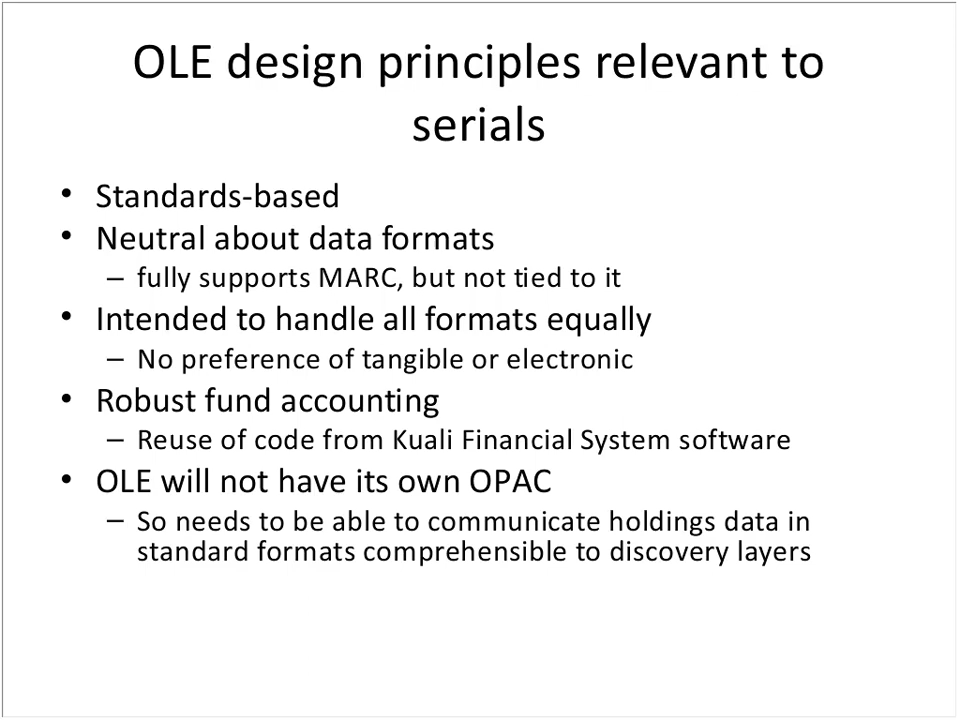 OLE design principles relevant to
serials
• Standards-based
• Neutral about data formats
– fully supports MARC, but not tied to it
• Intended to handle all formats equally
– No preference of tangible or electronic
• Robust fund accounting
– Reuse of code from Kuali Financial System software
• OLE will not have its own OPAC
– So needs to be able to communicate holdings data in
standard formats comprehensible to discovery layers